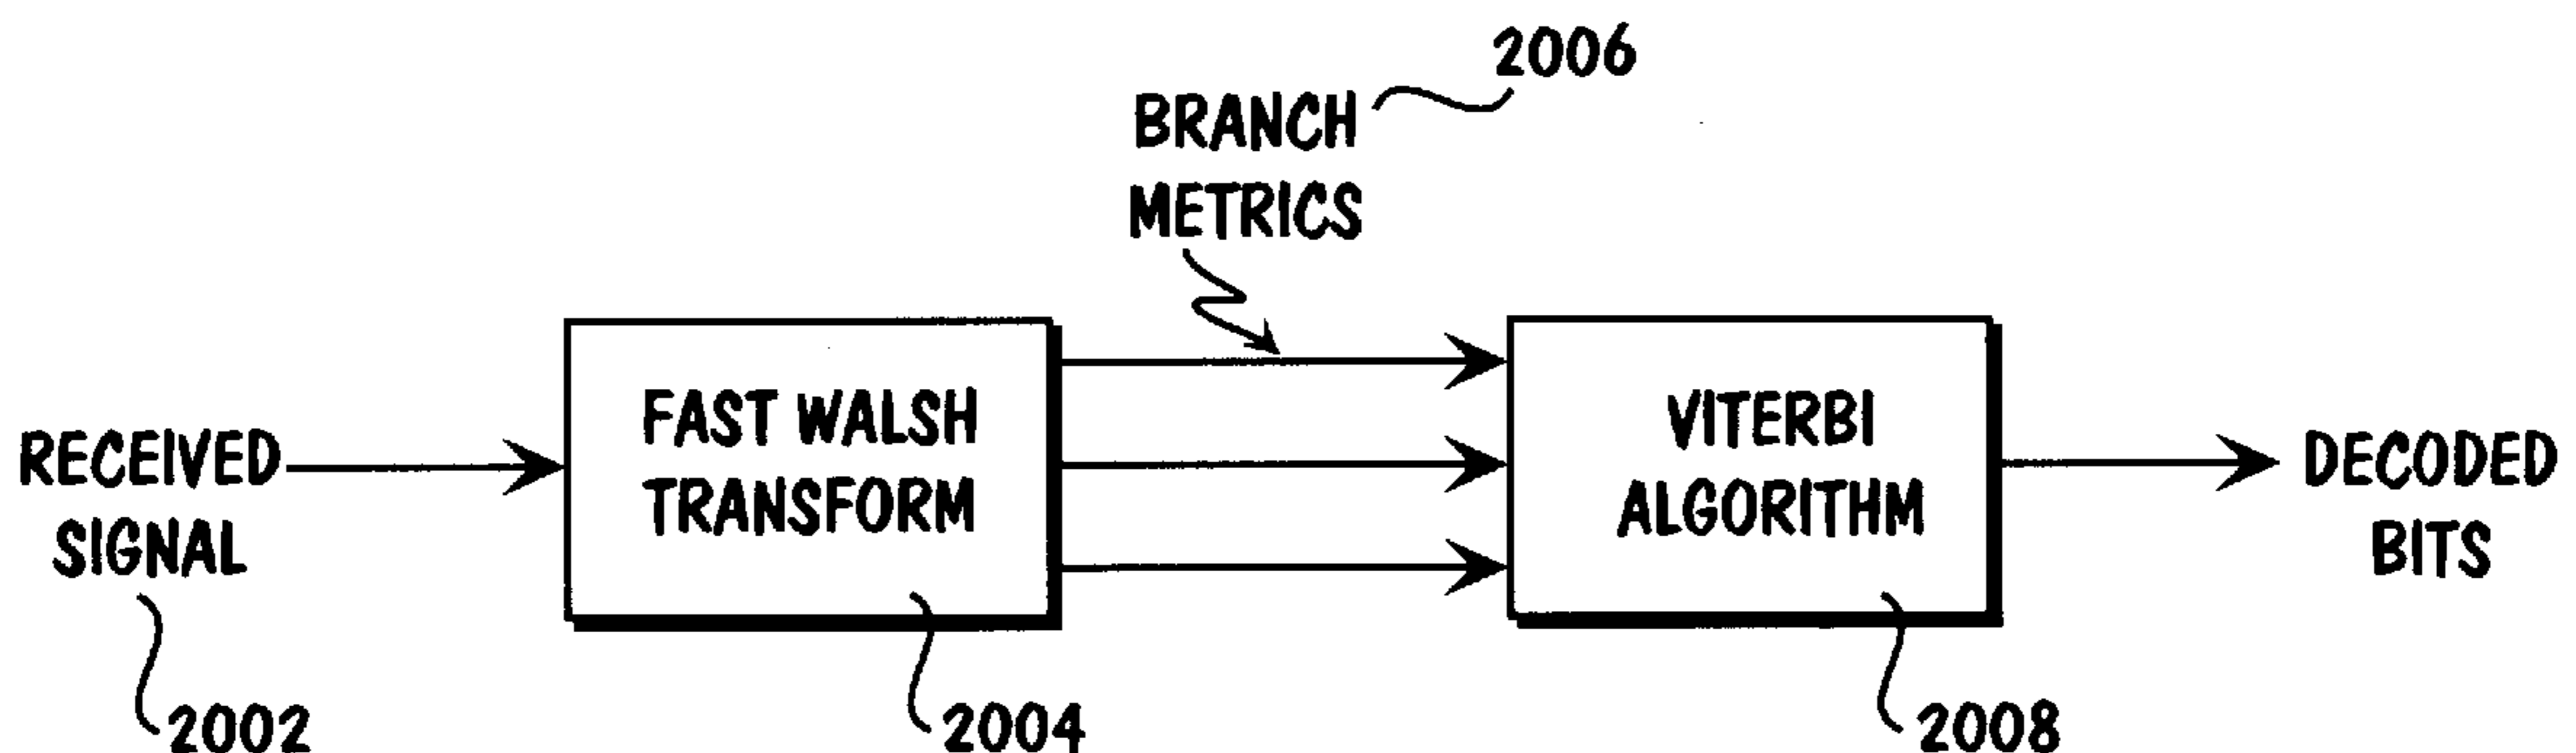 2006
BRANCH
METRICS
FAST WALSH
TRANSFORM
VITERBI
ALGORITHM
RECEIVED
SIGNAL
DECODED
BITS
2002
2004
2008